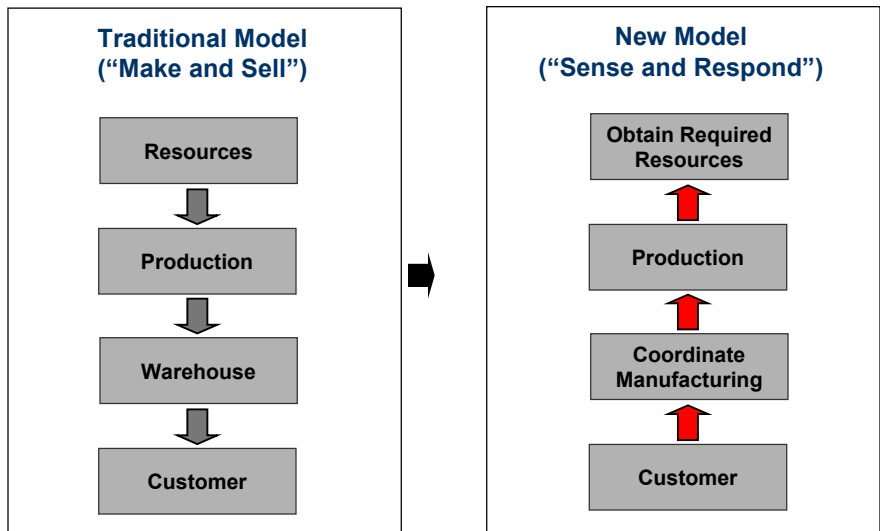 Traditional Model
(“Make and Sell”)
Resources
Production
Warehouse
Customer
New Model
(“Sense and Respond”)
Obtain Required
Resources
Production
Coordinate
Manufacturing
Customer